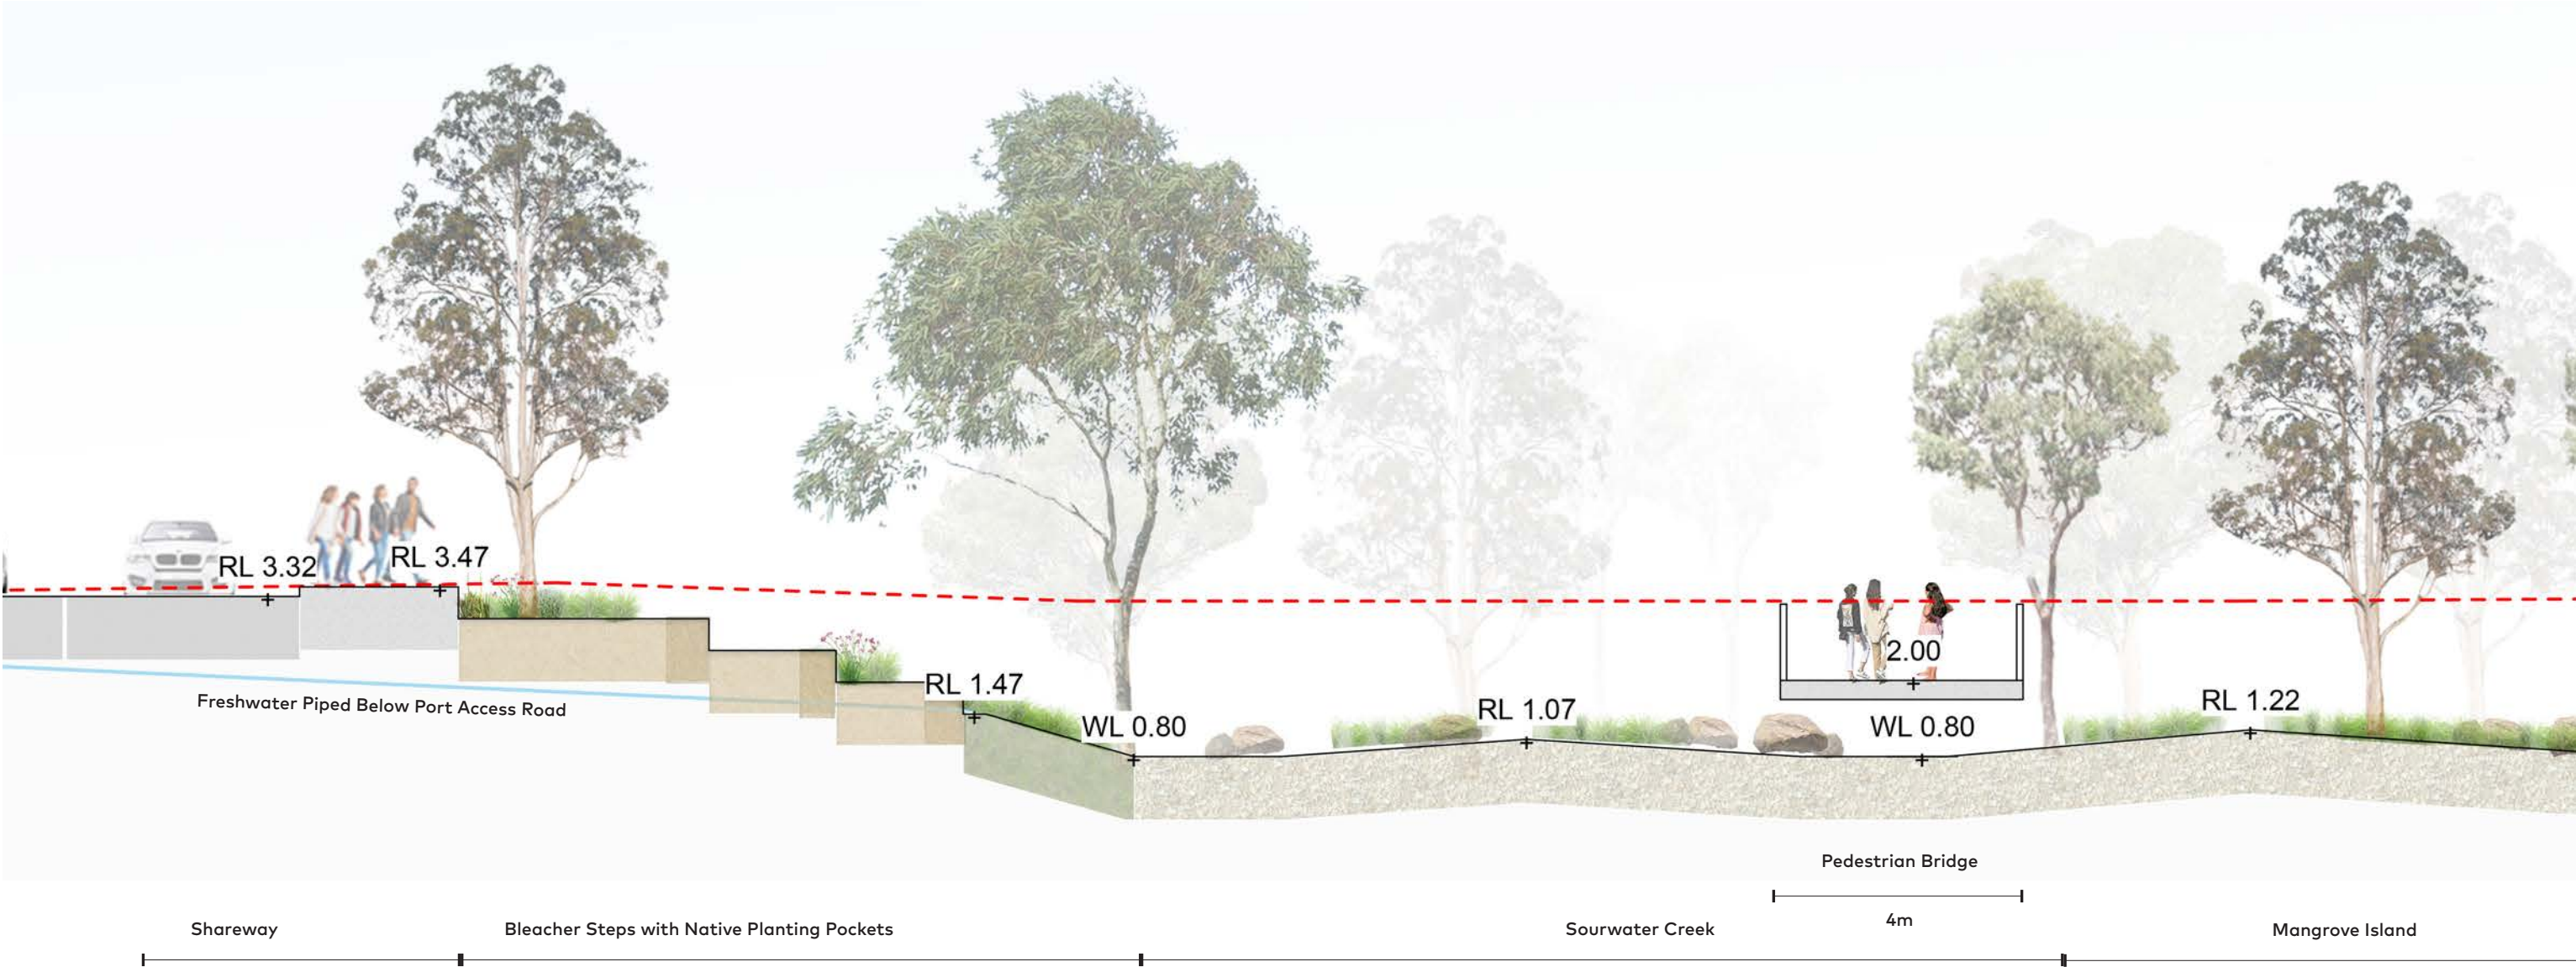 RL 3.32
RL 3.47
2.00
RL 1.47
Freshwater Piped Below Port Access Road
WL 0.80
RL 1.07
WL 0.80
RL 1.22
Pedestrian Bridge
4m
Shareway
Bleacher Steps with Native Planting Pockets
Sourwater Creek
Mangrove Island